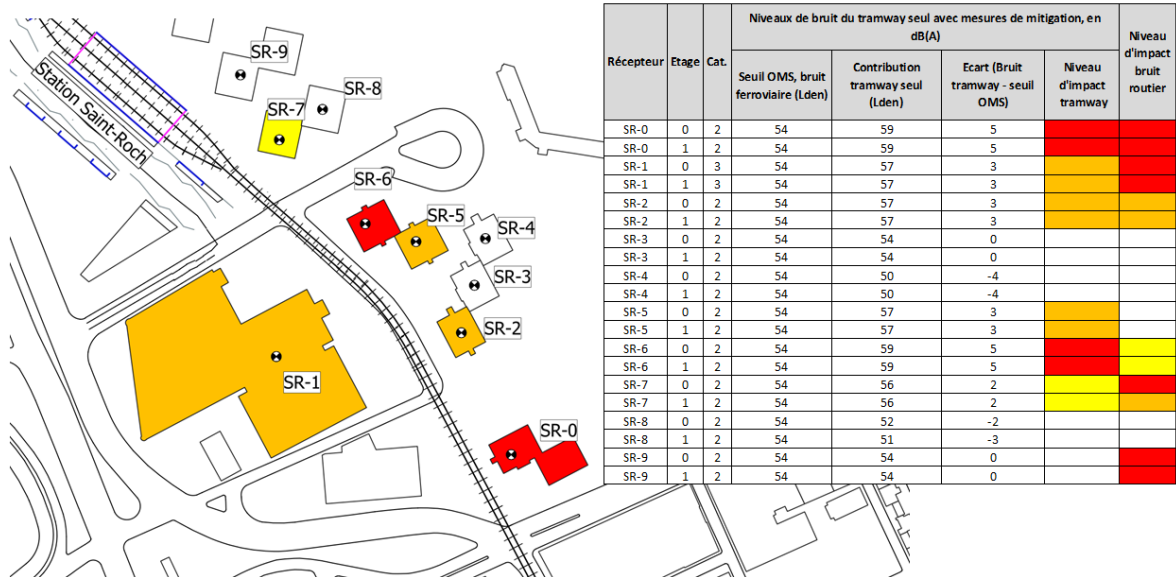 SR-9
SR-8
SR-7
Station Saint-Roch
SR-6
SR-5
SR-4
SR-3
SR-2
SR-1
SR-0
Récepteur Etage Cat. Niveaux de bruit du tramway seul avec mesures de mitigation, en dB(A) Niveau d'impact bruit routier
Seuil OMS, bruit ferroviaire (Lden) Contribution tramway seul (Lden) Ecart (Bruit tramway - seuil OMS) Niveau d'impact tramway
SR-0 0 2 54 59 5
SR-0 1 2 54 59 5
SR-1 0 3 54 57 3
SR-1 1 3 54 57 3
SR-2 0 2 54 57 3
SR-2 1 2 54 57 3
SR-3 0 2 54 54 0
SR-3 1 2 54 54 0
SR-4 0 2 54 50 -4
SR-4 1 2 54 50 -4
SR-5 0 2 54 57 3
SR-5 1 2 54 57 3
SR-6 0 2 54 59 5
SR-6 1 2 54 59 5
SR-7 0 2 54 56 2
SR-7 1 2 54 56 2
SR-8 0 2 54 52 -2
SR-8 1 2 54 51 -3
SR-9 0 2 54 54 0
SR-9 1 2 54 54 0